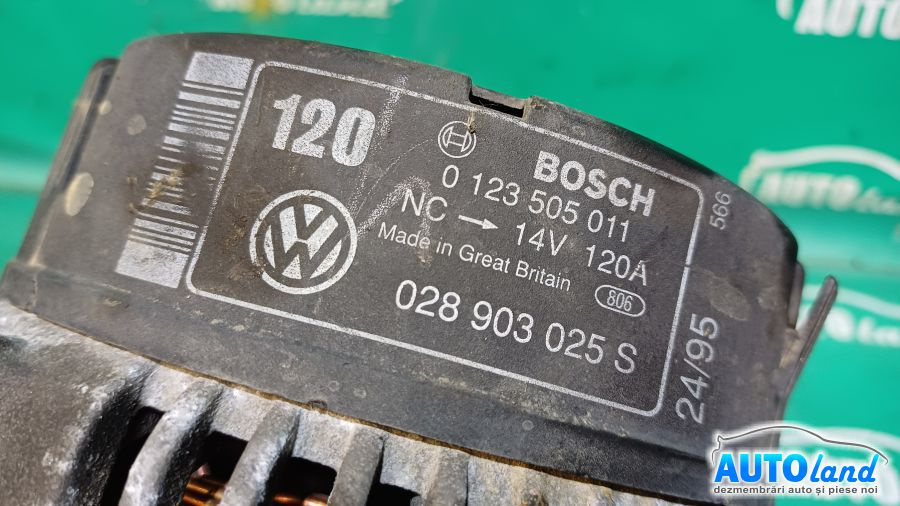 120
BOSCH
0 123 505 011
NC → 14V 120A
Made in Great Britain
806
028 903 025 S
24/95
566
AUTOland
dezmembrări auto și piese noi
AUTO